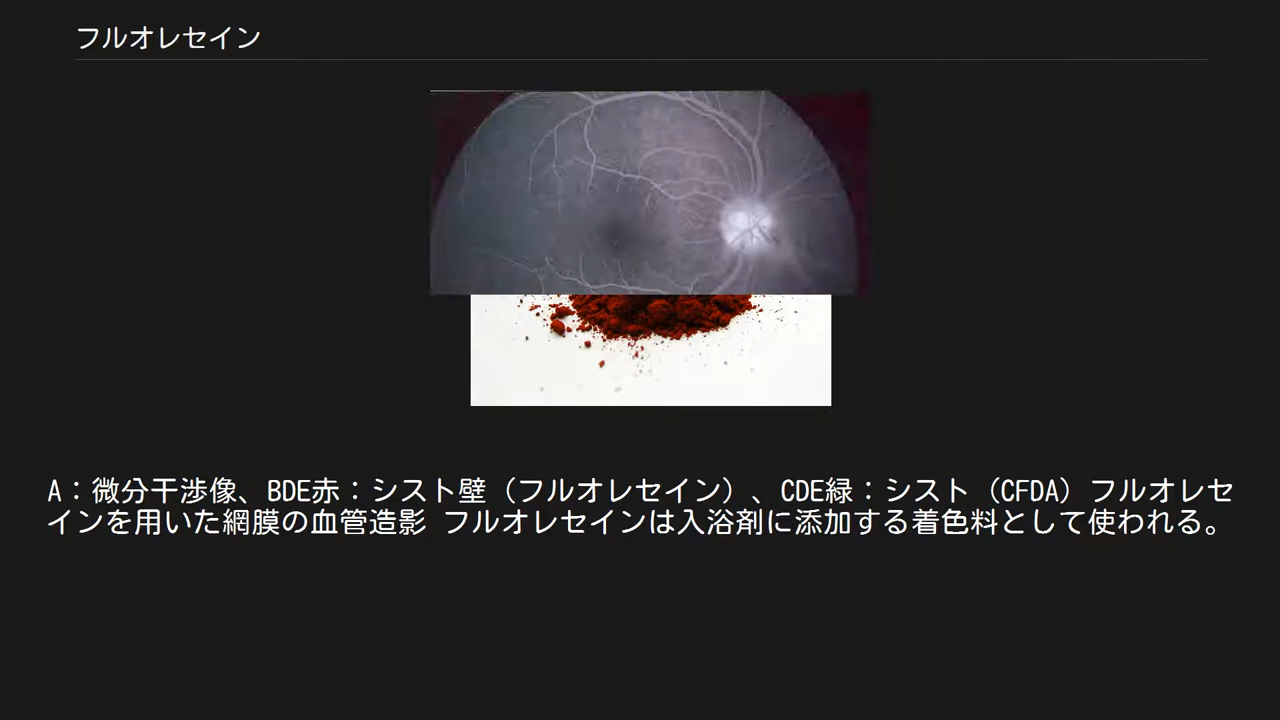 フルオレセイン
A：微分干渉像、BDE赤：シスト壁（フルオレセイン）、CDE緑：シスト（CFDA）フルオレセ
インを用いた網膜の血管造影 フルオレセインは入浴剤に添加する着色料として使われる。